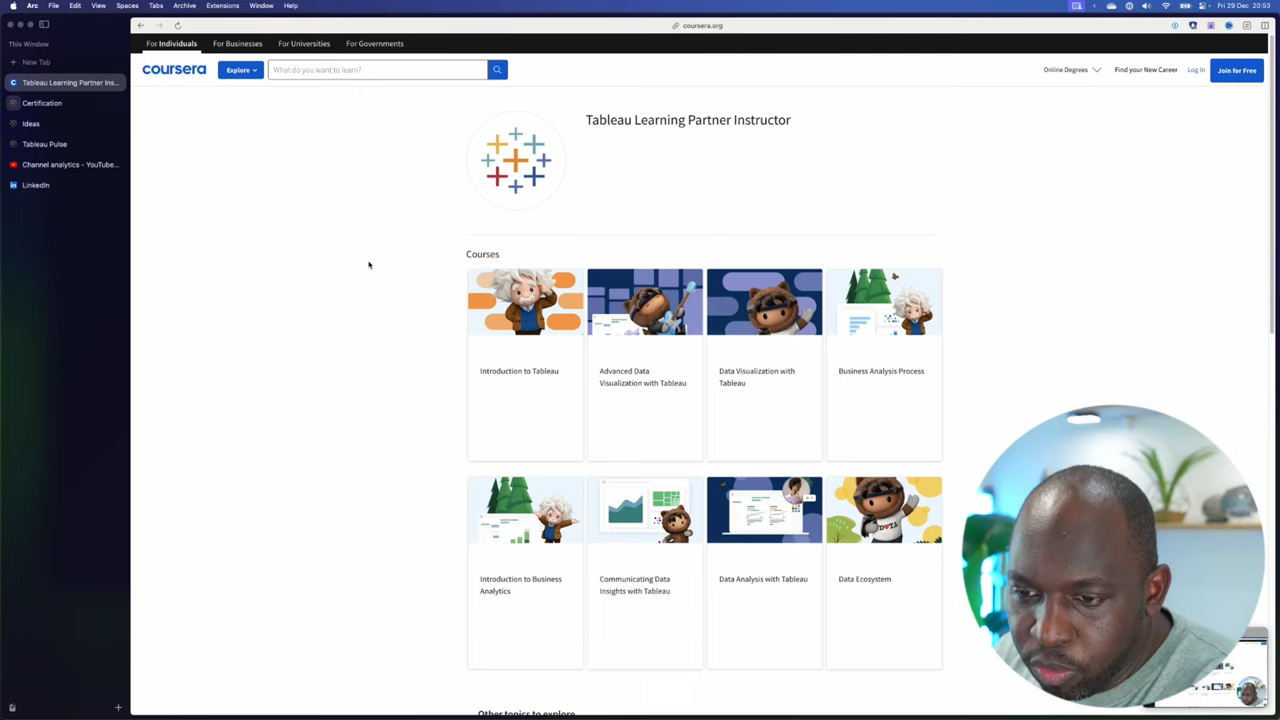 Arc File Edit View Spaces Tabs Archive Extensions Window Help
Fri 29 Dec 20:53
This Window
New Tab
Tableau Learning Partner Ins...
Certification
Ideas
Tableau Pulse
Channel analytics - YouTube...
LinkedIn
coursera.org
For Individuals For Businesses For Universities For Governments
coursera Explore What do you want to learn? Online Degrees Find your New Career Log In Join for Free
Tableau Learning Partner Instructor
Courses
Introduction to Tableau
Advanced Data
Visualization with Tableau
Data Visualization with
Tableau
Business Analysis Process
Introduction to Business
Analytics
Communicating Data
Insights with Tableau
Data Analysis with Tableau
Data Ecosystem
Other topics to explore